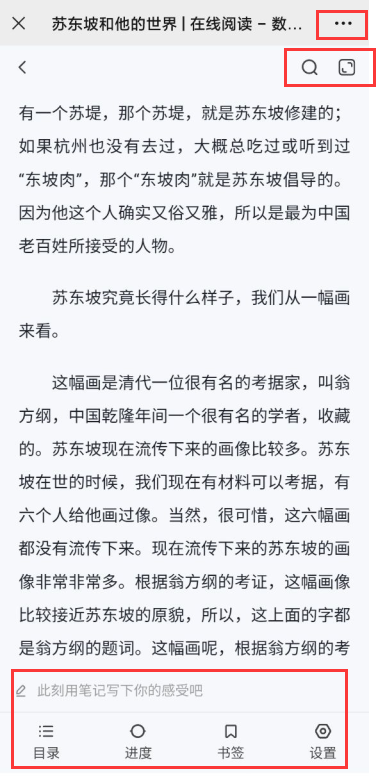 苏东坡和他的世界 | 在线阅读 - 数...
有一个苏堤，那个苏堤，就是苏东坡修建的；
如果杭州也没有去过，大概总吃过或听到过
“东坡肉”，那个“东坡肉”就是苏东坡倡导的。
因为他这个人确实又俗又雅，所以是最为中国
老百姓所接受的人物。
苏东坡究竟长得什么样子，我们从一幅画
来看。
这幅画是清代一位很有名的考据家，叫翁
方纲，中国乾隆年间一个很有名的学者，收藏
的。苏东坡现在流传下来的画像比较多。苏东
坡在世的时候，我们现在有材料可以考据，有
六个人给他画过像。当然，很可惜，这六幅画
都没有流传下来。现在流传下来的苏东坡的画
像非常非常多。根据翁方纲的考证，这幅画像
比较接近苏东坡的原貌，所以，这上面的字都
是翁方纲的题词。这幅画呢，根据翁方纲的考
此刻用笔记写下你的感受吧
目录 进度 书签 设置